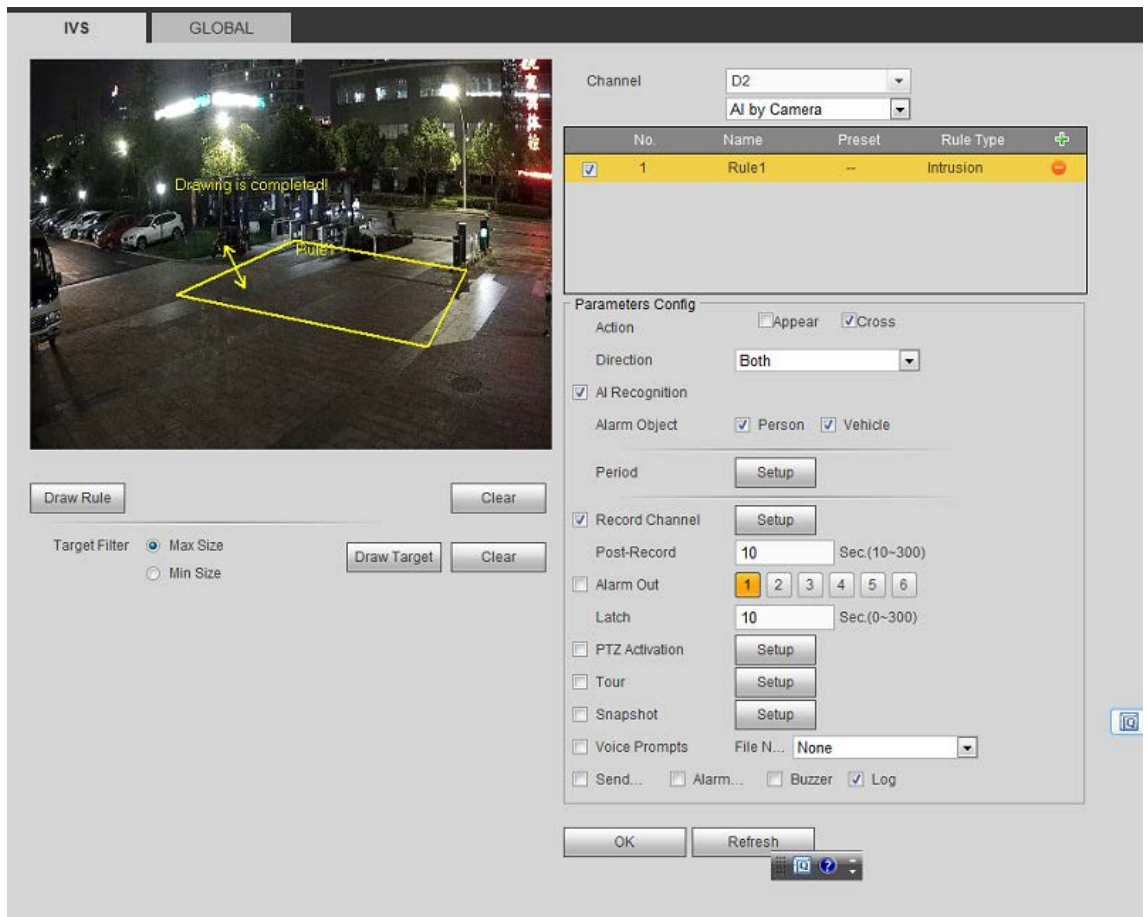 IVS GLOBAL
Drawing is completed!
Rule1
Draw Rule Clear
Target Filter Max Size
Draw Target Clear
Min Size
Channel D2
AI by Camera
No. Name Preset Rule Type
1 Rule1 -- Intrusion
Parameters Config
Action Appear Cross
Direction Both
AI Recognition
Alarm Object Person Vehicle
Period Setup
Record Channel Setup
Post-Record 10 Sec.(10~300)
Alarm Out 1 2 3 4 5 6
Latch 10 Sec.(0~300)
PTZ Activation Setup
Tour Setup
Snapshot Setup
Voice Prompts File N... None
Send... Alarm... Buzzer Log
OK Refresh